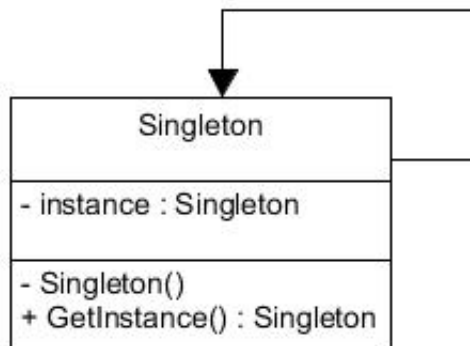 Singleton
- instance : Singleton
- Singleton()
+ GetInstance() : Singleton